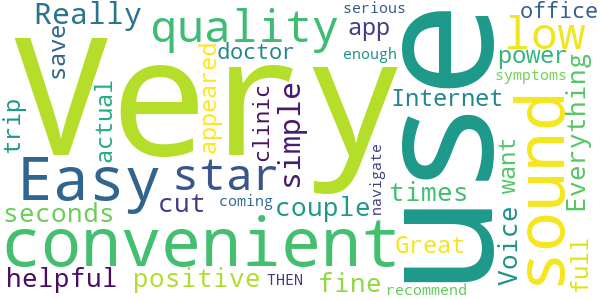 Very
use
Really
quality
serious
office
save
app
low
doctor
enough
power
symptoms
trip
actual
appeared
clinic
simple
Internet
sound
Everything
Easy
star
navigate
want
seconds
cut
coming
couple
times
Voice
full
convenient
Great
helpful
positive
THEN
fine
recommend